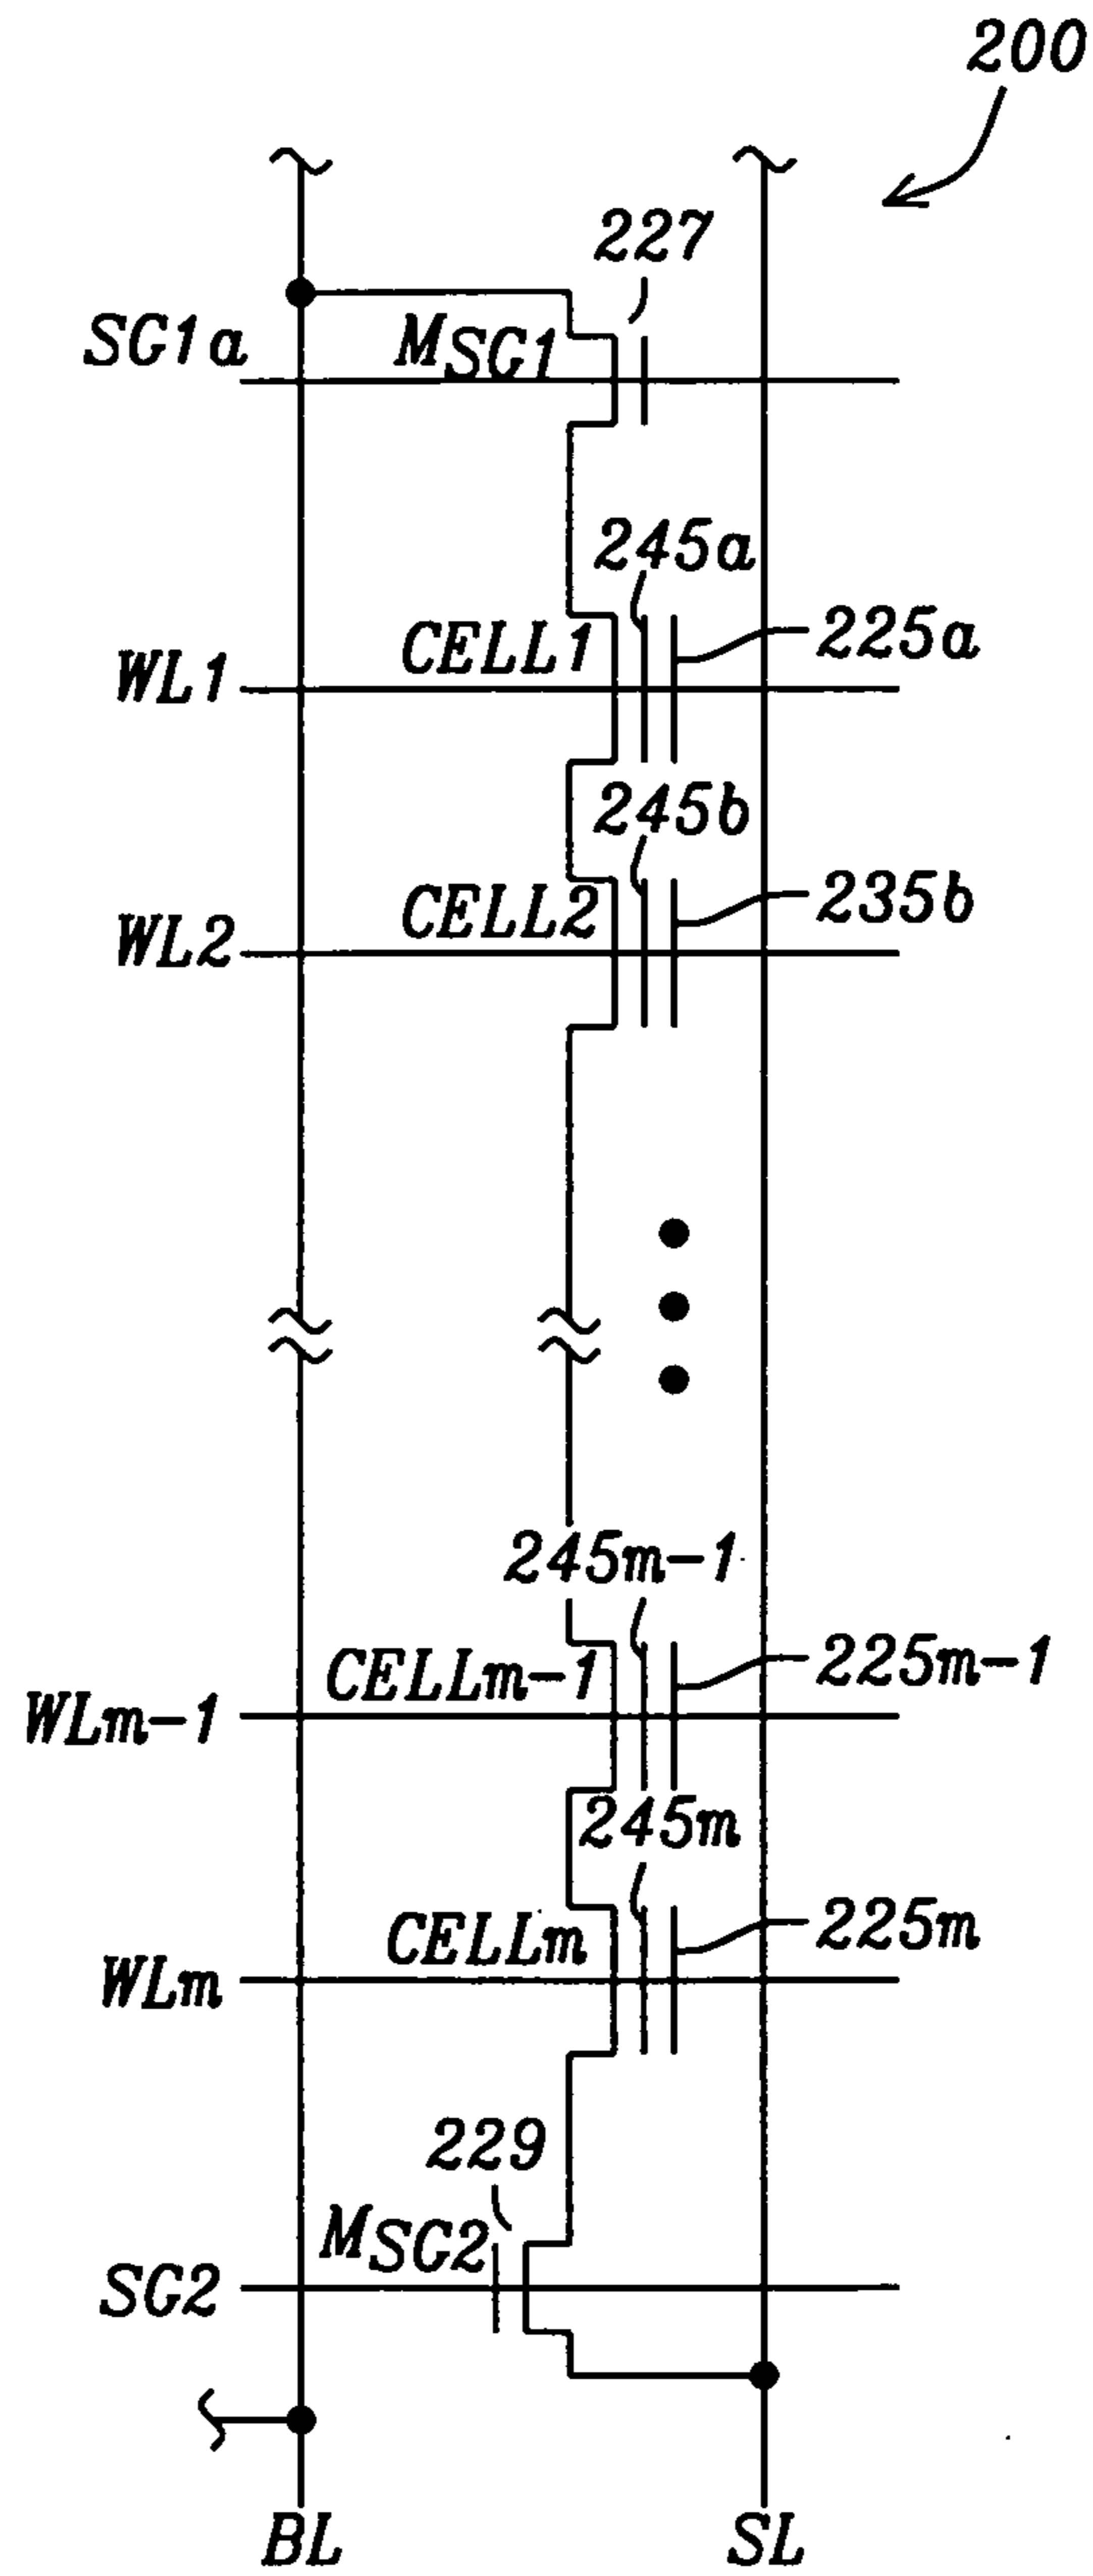 200
227
SG1a
MSG1
245a
CELL1
225a
WL1
245b
CELL2
235b
WL2
245m-1
CELLm-1
225m-1
WLm-1
245m
CELLm
225m
WLm
229
MSG2
SG2
BL
SL